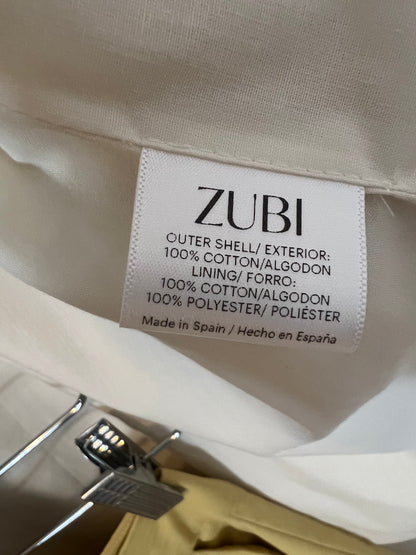 ZUBI
OUTER SHELL/ EXTERIOR:
100% COTTON/ALGODON
LINING/ FORRO:
100% COTTON/ALGODON
100% POLYESTER/ POLIÉSTER
Made in Spain / Hecho en España